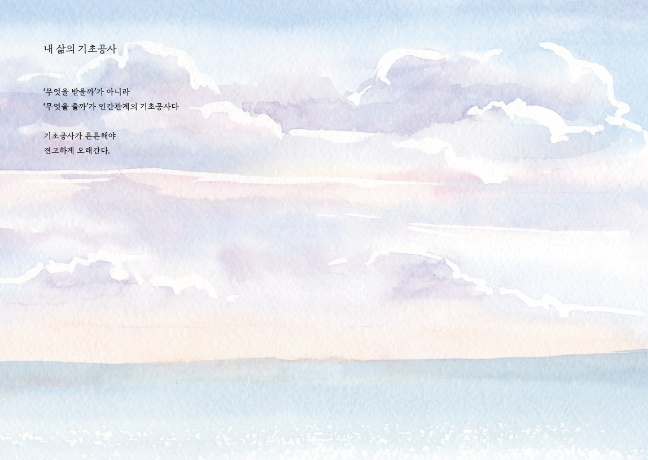 내 삶의 기초공사
'무엇을 받을까'가 아니라
'무엇을 줄까'가 인간관계의 기초공사다
기초공사가 튼튼해야
견고하게 오래간다.